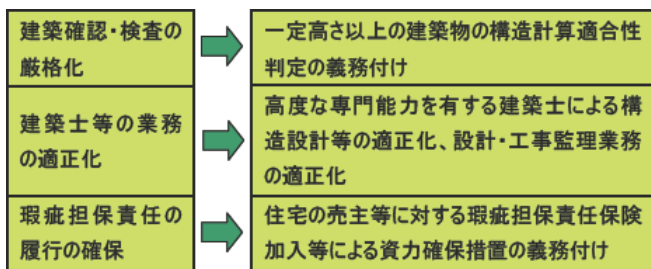 建築確認・検査の
厳格化
一定高さ以上の建築物の構造計算適合性
判定の義務付け
建築士等の業務
の適正化
高度な専門能力を有する建築士による構
造設計等の適正化、設計・工事監理業務
の適正化
瑕疵担保責任の
履行の確保
住宅の売主等に対する瑕疵担保責任保険
加入等による資力確保措置の義務付け